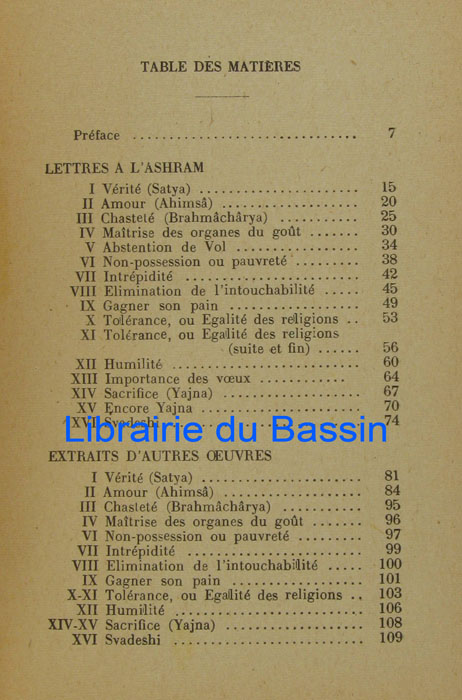 TABLE DES MATIÈRES
Préface .............................. 7
LETTRES A L'ASHRAM
I Vérité (Satya) ..................... 15
II Amour (Ahimsâ) .................... 20
III Chasteté (Brahmâchârya) ........... 25
IV Maîtrise des organes du goût ...... 30
V Abstention de Vol ................. 34
VI Non-possession ou pauvreté ........ 38
VII Intrépidité ....................... 42
VIII Elimination de l'intouchabilité ... 45
IX Gagner son pain ................... 49
X Tolérance, ou Egalité des religions .. 53
XI Tolérance, ou Egalité des religions
(suite et fin) ...... 56
XII Humilité .......................... 60
XIII Importance des vœux .............. 64
XIV Sacrifice (Yajna) ................. 67
XV Encore Yajna ...................... 70
XVI Svadeshi .......................... 74
Librairie du Bassin
EXTRAITS D'AUTRES ŒUVRES
I Vérité (Satya) ..................... 81
II Amour (Ahimsâ) .................... 84
III Chasteté (Brahmâchârya) ........... 95
IV Maîtrise des organes du goût ....... 96
VI Non-possession ou pauvreté ........ 97
VII Intrépidité ....................... 99
VIII Elimination de l'intouchabilité ..... 100
IX Gagner son pain ................... 101
X-XI Tolérance, ou Egalité des religions .. 103
XII Humilité .......................... 106
XIV-XV Sacrifice (Yajna) ................. 108
XVI Svadeshi .......................... 109